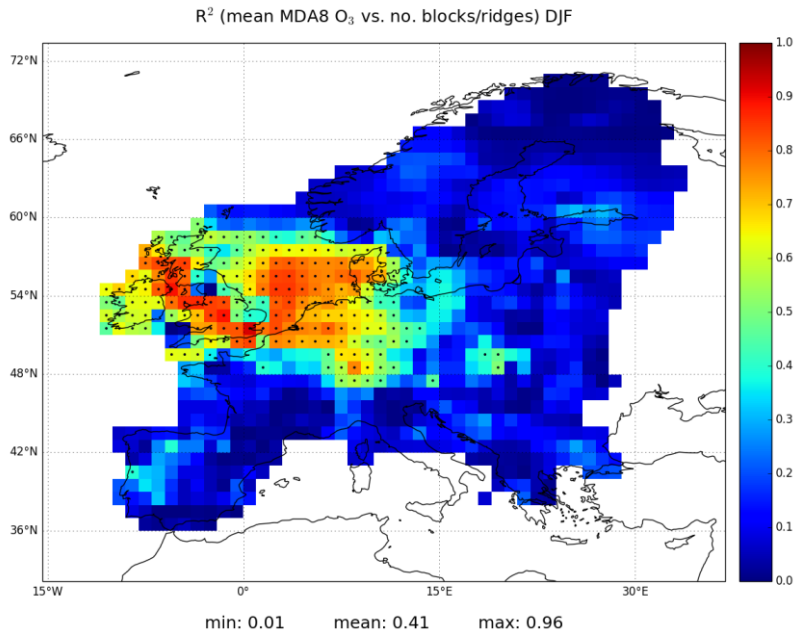 R² (mean MDA8 O₃ vs. no. blocks/ridges) DJF
72°N
66°N
60°N
54°N
48°N
42°N
36°N
15°W
0°
15°E
30°E
1.0
0.9
0.8
0.7
0.6
0.5
0.4
0.3
0.2
0.1
0.0
min: 0.01 mean: 0.41 max: 0.96